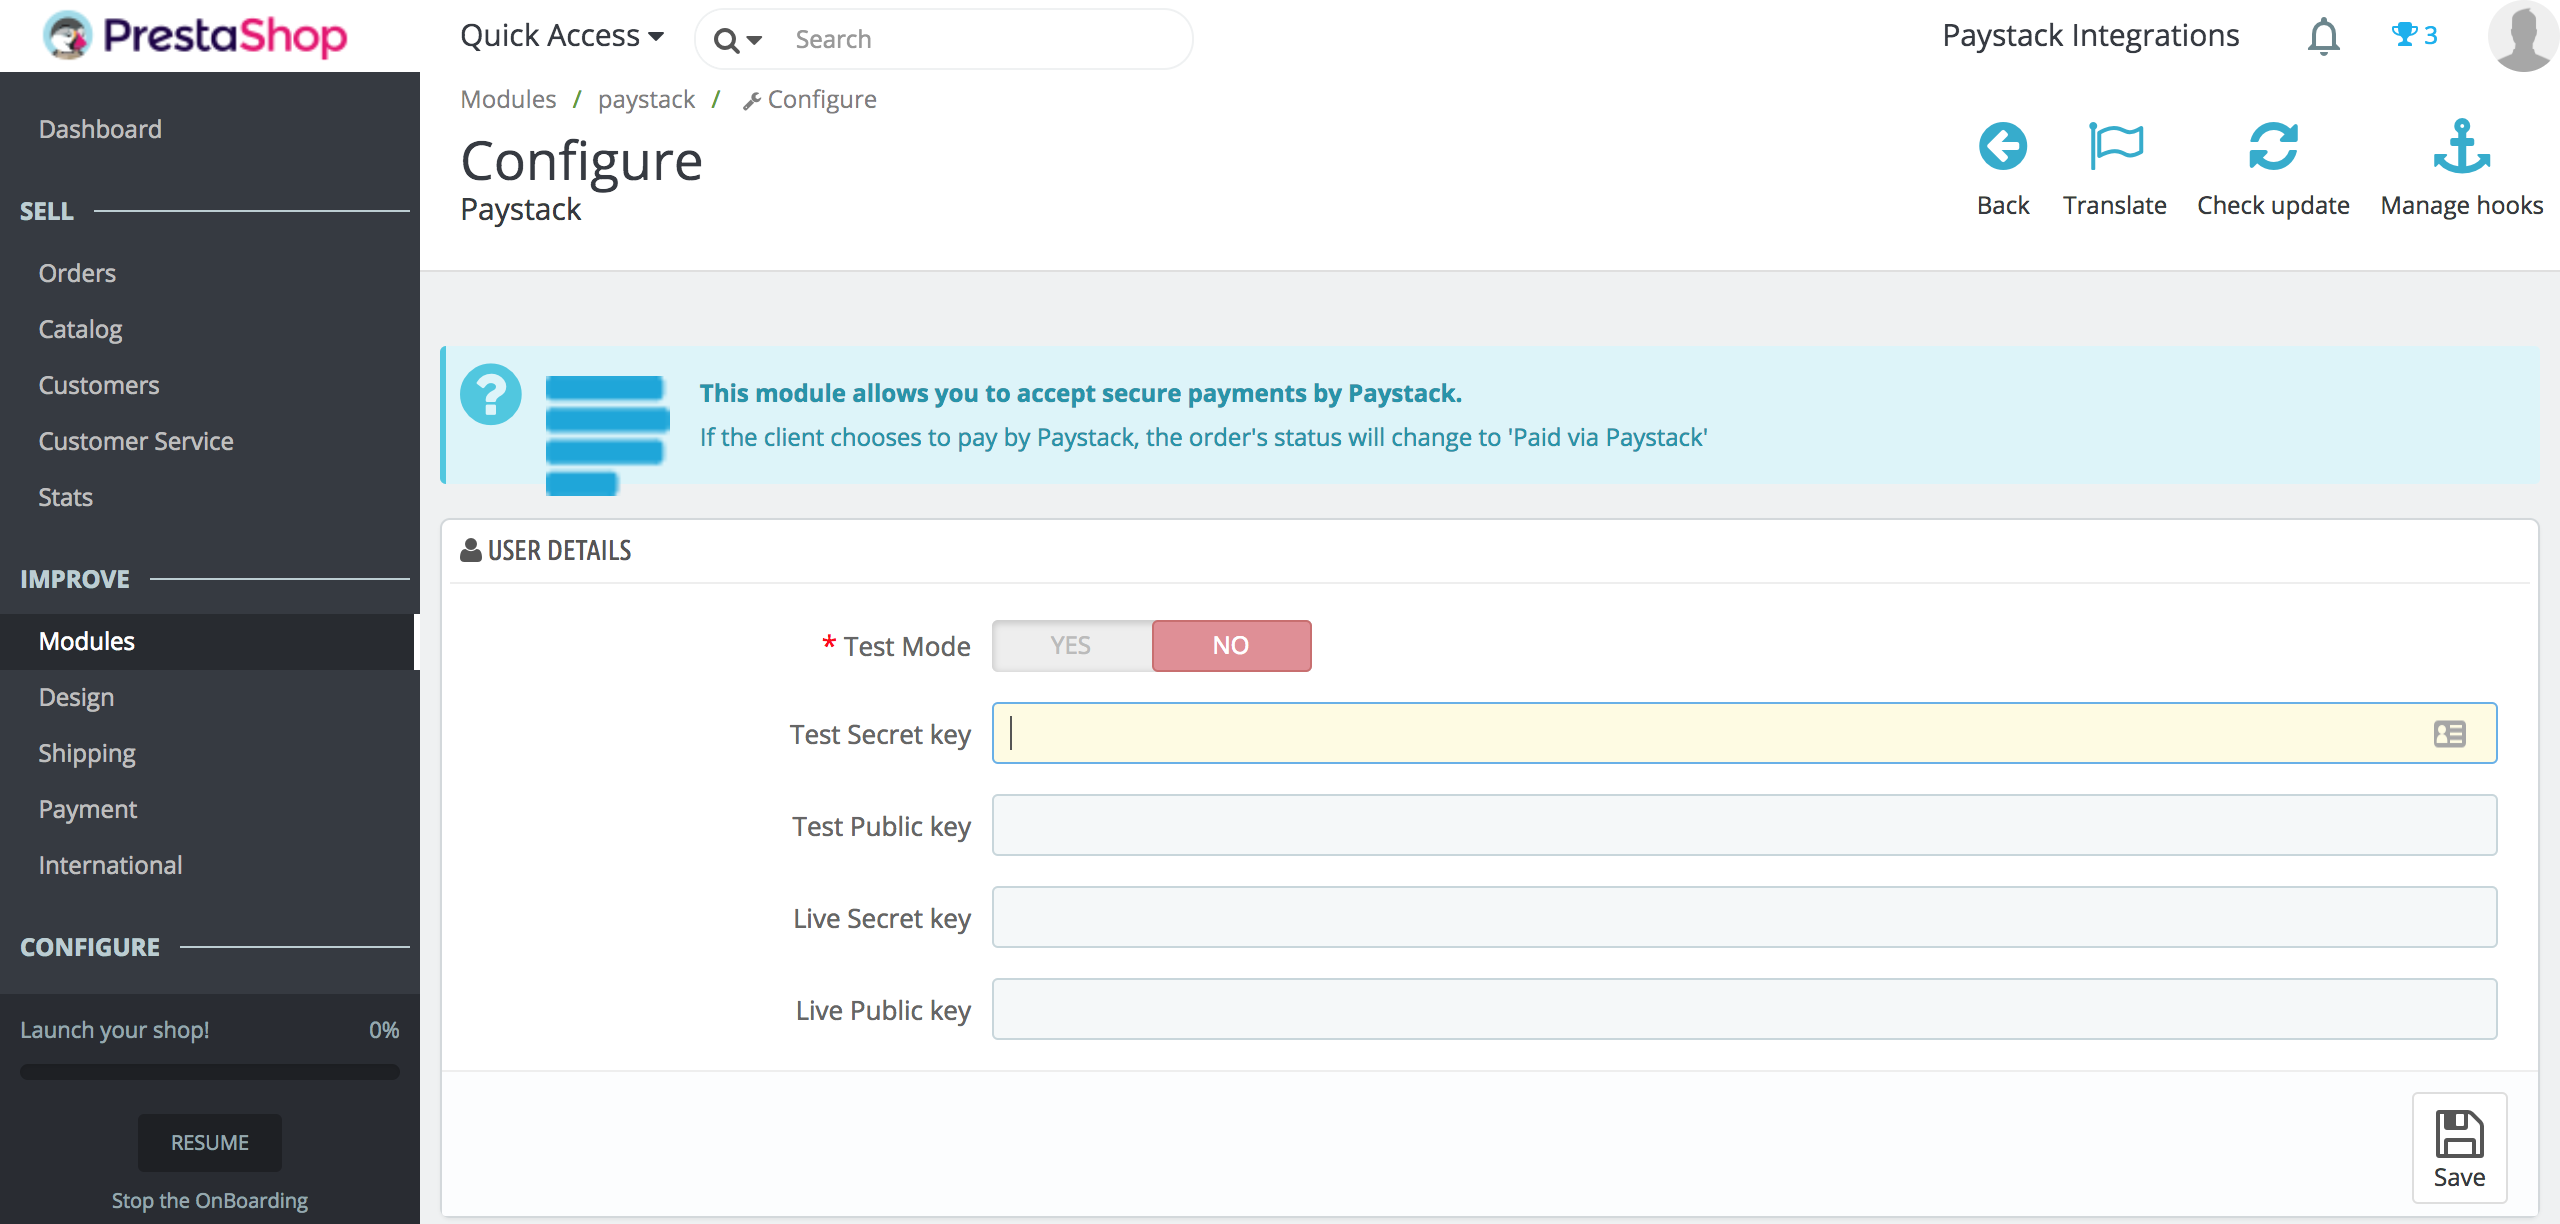 PrestaShop
Quick Access
Search
Paystack Integrations
3
Modules / paystack / Configure
Configure
Paystack
Back
Translate
Check update
Manage hooks
Dashboard
SELL
Orders
Catalog
Customers
Customer Service
Stats
IMPROVE
Modules
Design
Shipping
Payment
International
CONFIGURE
Launch your shop! 0%
RESUME
Stop the OnBoarding
This module allows you to accept secure payments by Paystack.
If the client chooses to pay by Paystack, the order's status will change to 'Paid via Paystack'
USER DETAILS
* Test Mode YES NO
Test Secret key
Test Public key
Live Secret key
Live Public key
Save